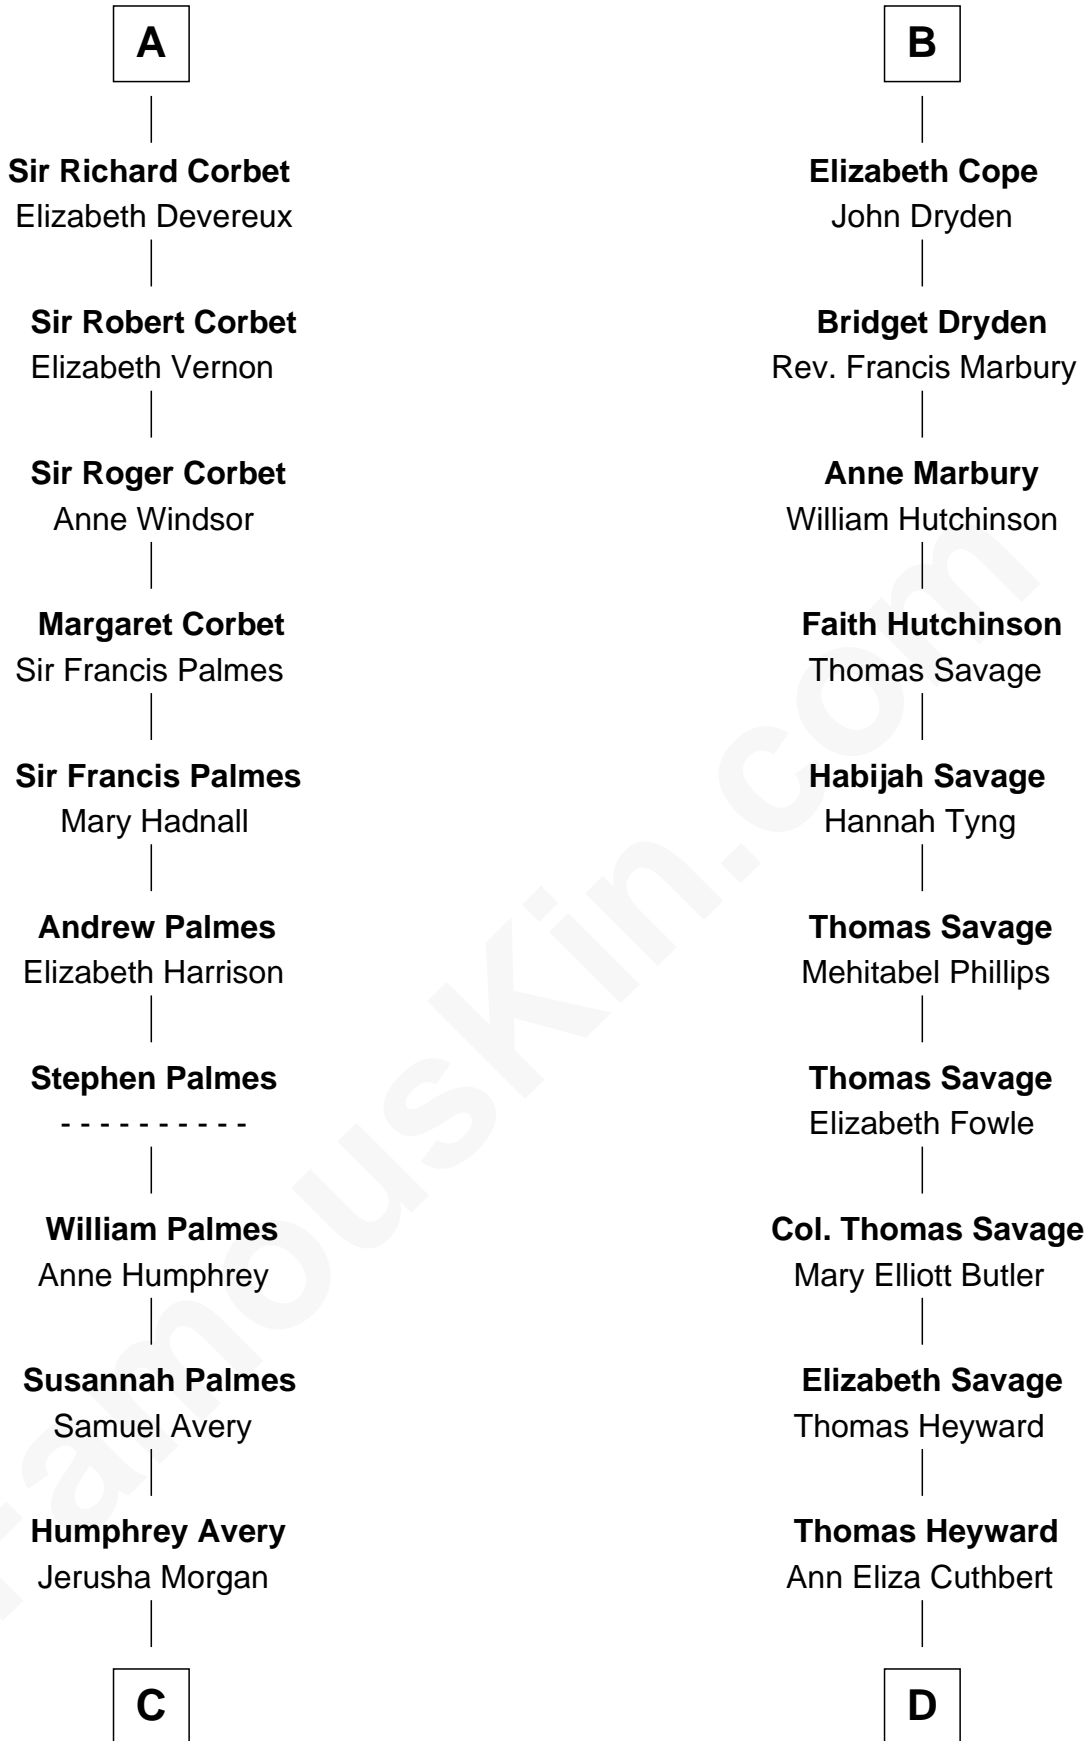 A
Sir Richard Corbet
Elizabeth Devereux
Sir Robert Corbet
Elizabeth Vernon
Sir Roger Corbet
Anne Windsor
Margaret Corbet
Sir Francis Palmes
Sir Francis Palmes
Mary Hadnall
Andrew Palmes
Elizabeth Harrison
Stephen Palmes
- - - - - - - - - -
William Palmes
Anne Humphrey
Susannah Palmes
Samuel Avery
Humphrey Avery
Jerusha Morgan
C
B
Elizabeth Cope
John Dryden
Bridget Dryden
Rev. Francis Marbury
Anne Marbury
William Hutchinson
Faith Hutchinson
Thomas Savage
Habijah Savage
Hannah Tyng
Thomas Savage
Mehitabel Phillips
Thomas Savage
Elizabeth Fowle
Col. Thomas Savage
Mary Elliott Butler
Elizabeth Savage
Thomas Heyward
Thomas Heyward
Ann Eliza Cuthbert
D
FamousKin.com